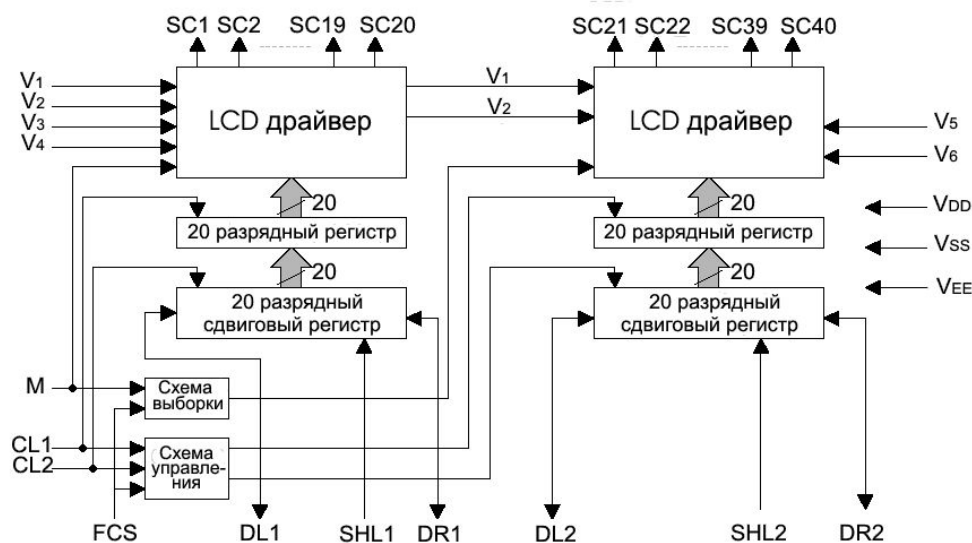 SC1 SC2 SC19 SC20 SC21 SC22 SC39 SC40
V1
V2
V3
V4
LCD драйвер
V1
V2
LCD драйвер
V5
V6
20
20 разрядный регистр
20
20 разрядный регистр
VDD
VSS
VEE
20
20 разрядный
сдвиговый регистр
20
20 разрядный
сдвиговый регистр
M
Схема
выборки
CL1
CL2
Схема
управле-
ния
FCS DL1 SHL1 DR1 DL2 SHL2 DR2